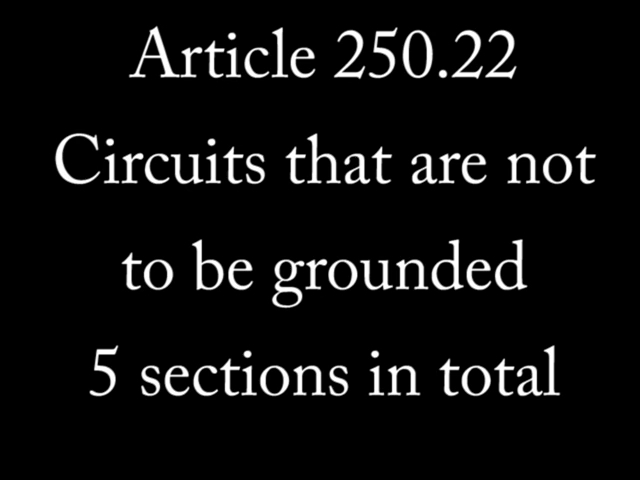 Article 250.22
Circuits that are not
to be grounded
5 sections in total